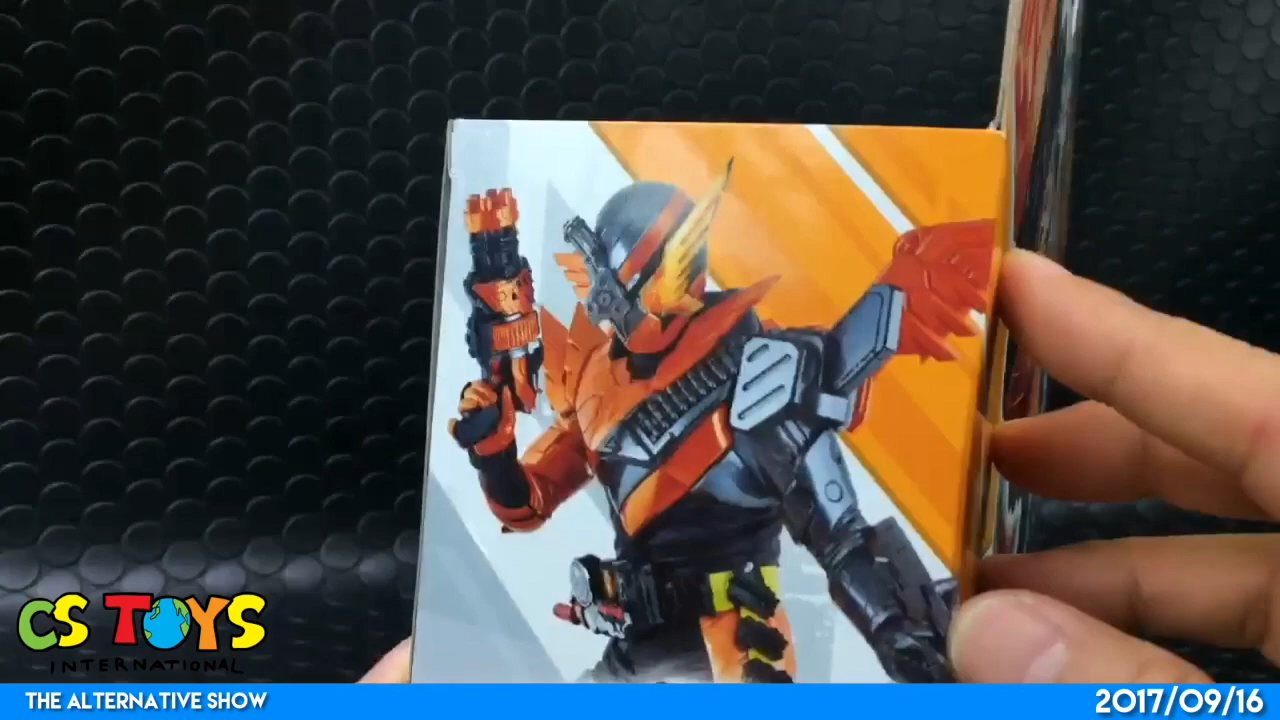 CS TOYS
INTERNATIONAL
THE ALTERNATIVE SHOW
2017/09/16